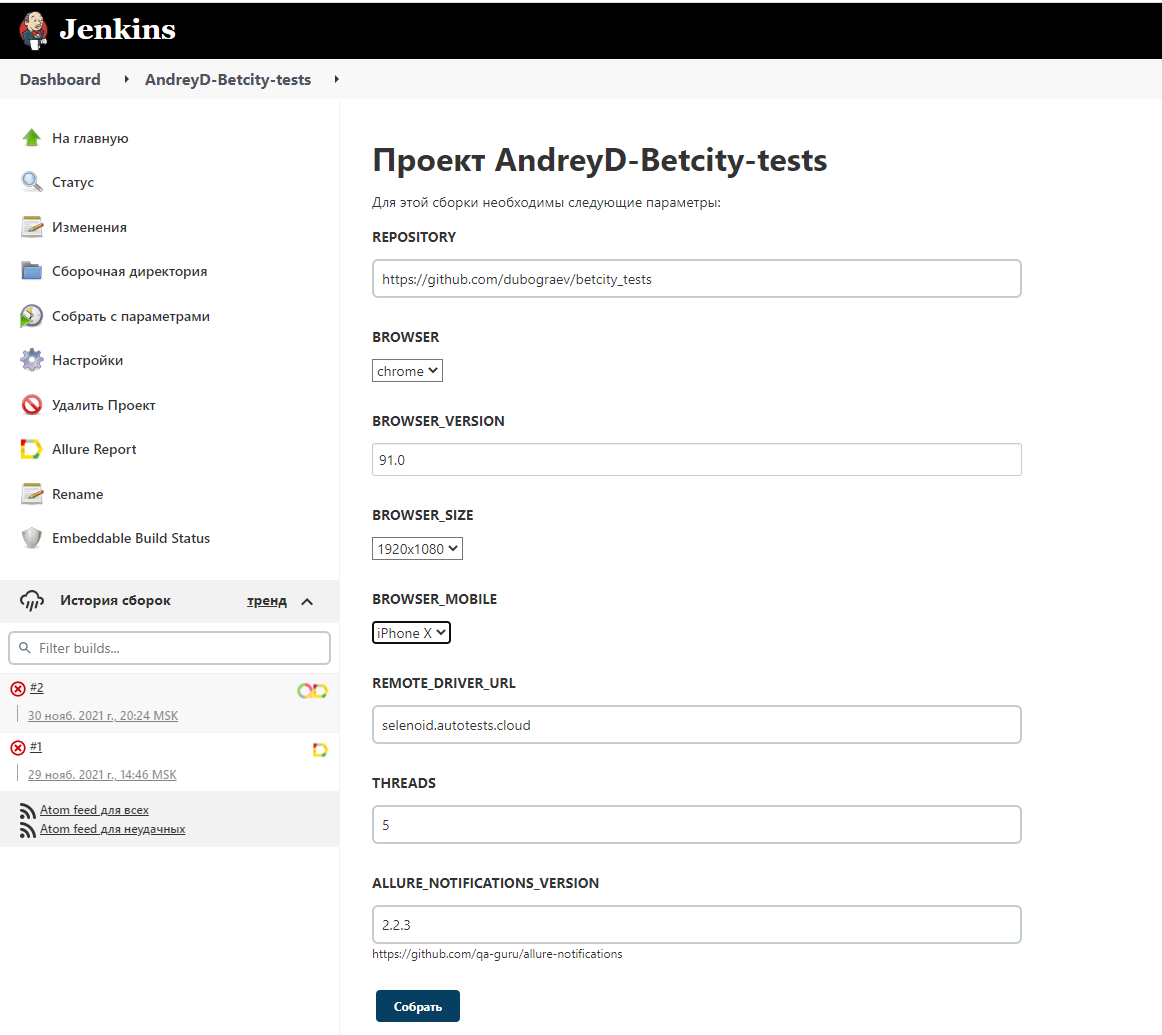 Jenkins
Dashboard
AndreyD-Betcity-tests
На главную
Статус
Изменения
Сборочная директория
Собрать с параметрами
Настройки
Удалить Проект
Allure Report
Rename
Embeddable Build Status
История сборок
тренд
Filter builds...
#2
30 нояб. 2021 г., 20:24 MSK
#1
29 нояб. 2021 г., 14:46 MSK
Atom feed для всех
Atom feed для неудачных
Проект AndreyD-Betcity-tests
Для этой сборки необходимы следующие параметры:
REPOSITORY
https://github.com/dubograev/betcity_tests
BROWSER
chrome
BROWSER_VERSION
91.0
BROWSER_SIZE
1920x1080
BROWSER_MOBILE
iPhone X
REMOTE_DRIVER_URL
selenoid.autotests.cloud
THREADS
5
ALLURE_NOTIFICATIONS_VERSION
2.2.3
https://github.com/qa-guru/allure-notifications
Собрать